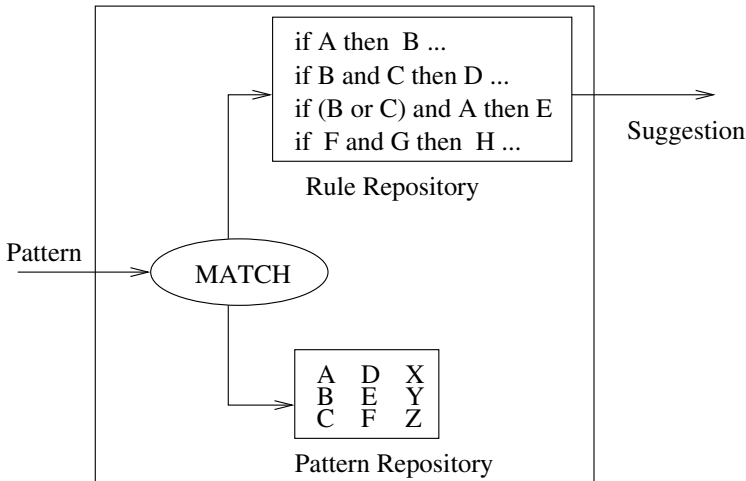 if A then B ...
if B and C then D ...
if (B or C) and A then E
if F and G then H ...
Suggestion
Rule Repository
Pattern
MATCH
A D X
B E Y
C F Z
Pattern Repository